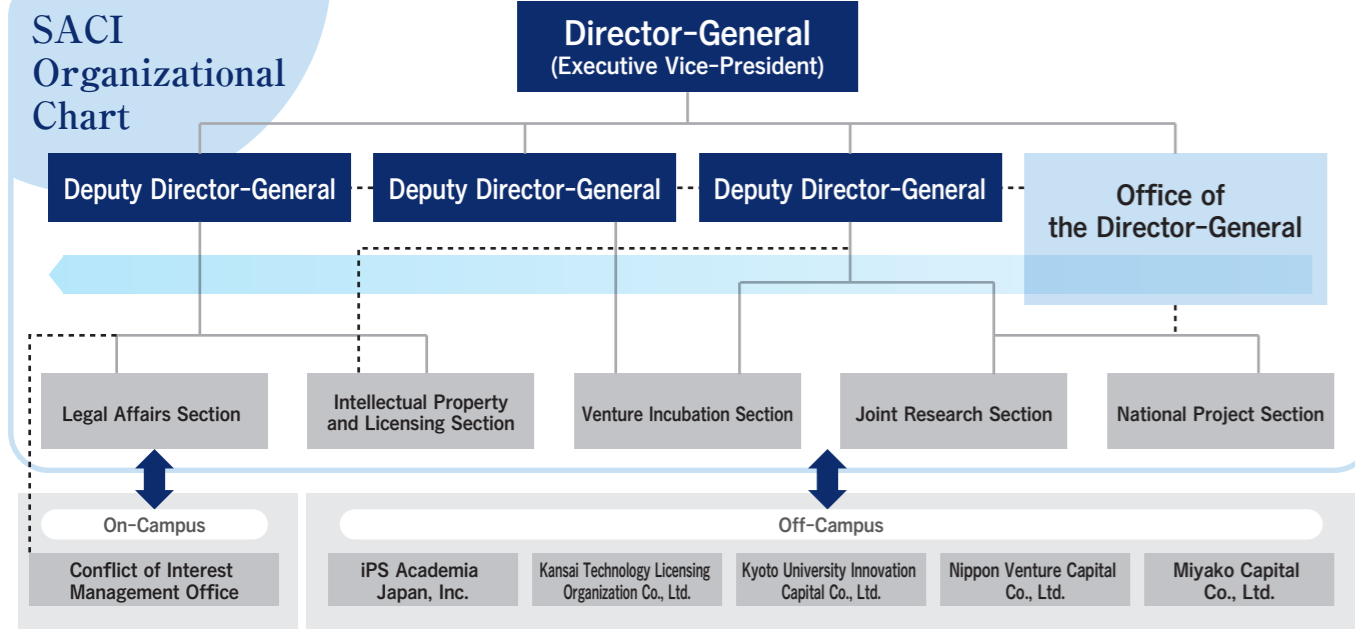 SACI
Organizational
Chart
Director-General
(Executive Vice-President)
Deputy Director-General
Deputy Director-General
Deputy Director-General
Office of
the Director-General
Legal Affairs Section
Intellectual Property
and Licensing Section
Venture Incubation Section
Joint Research Section
National Project Section
On-Campus
Off-Campus
Conflict of Interest
Management Office
iPS Academia
Japan, Inc.
Kansai Technology Licensing
Organization Co., Ltd.
Kyoto University Innovation
Capital Co., Ltd.
Nippon Venture Capital
Co., Ltd.
Miyako Capital
Co., Ltd.